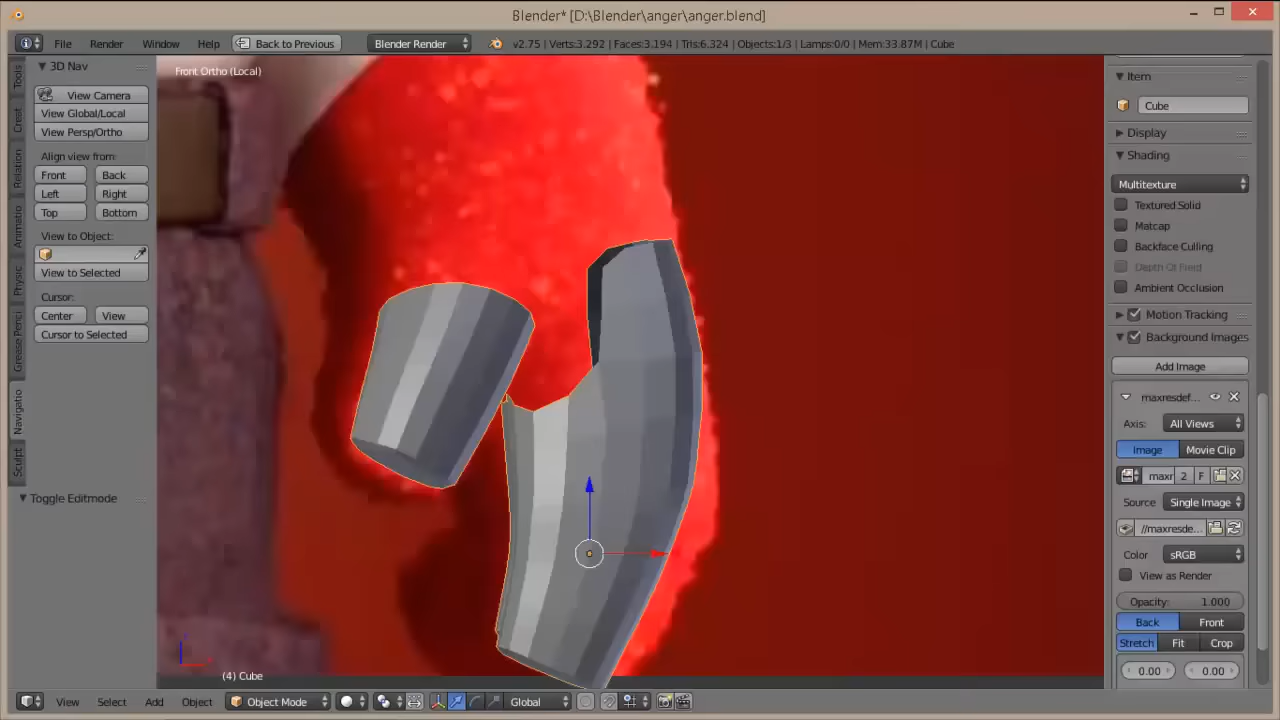 Blender* [D:\Blender\anger\anger.blend]
File Render Window Help Back to Previous Blender Render v2.75 | Verts:3.292 | Faces:3.194 | Tris:6.324 | Objects:1/3 | Lamps:0/0 | Mem:33.87M | Cube
3D Nav
View Camera
View Global/Local
View Persp/Ortho
Align view from:
Front Back
Left Right
Top Bottom
View to Object:
View to Selected
Cursor:
Center View
Cursor to Selected
Toggle Editmode
Tools
Creat
Relation
Animatio
Physic
Grease Penci
Navigatio
Sculpt
Front Ortho (Local)
(4) Cube
Item
Cube
Display
Shading
Multitexture
Textured Solid
Matcap
Backface Culling
Depth Of Field
Ambient Occlusion
Motion Tracking
Background Images
Add Image
maxresdef...
Axis: All Views
Image Movie Clip
maxr 2 F
Source Single Image
//maxresde...
Color sRGB
View as Render
Opacity: 1.000
Back Front
Stretch Fit Crop
0.00 0.00
View Select Add Object Object Mode Global